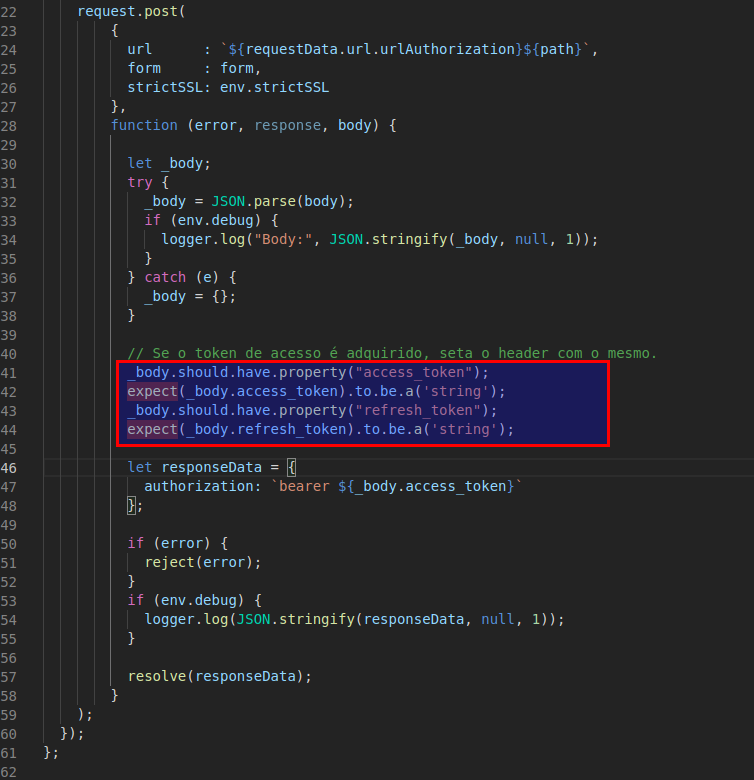 22 request.post(
23 {
24 url : `${requestData.url.urlAuthorization}${path}`,
25 form : form,
26 strictSSL: env.strictSSL
27 },
28 function (error, response, body) {
29
30 let _body;
31 try {
32 _body = JSON.parse(body);
33 if (env.debug) {
34 logger.log("Body:", JSON.stringify(_body, null, 1));
35 }
36 } catch (e) {
37 _body = {};
38 }
39
40 // Se o token de acesso é adquirido, seta o header com o mesmo.
41 _body.should.have.property("access_token");
42 expect(_body.access_token).to.be.a('string');
43 _body.should.have.property("refresh_token");
44 expect(_body.refresh_token).to.be.a('string');
45
46 let responseData = {
47 authorization: `bearer ${_body.access_token}`
48 };
49
50 if (error) {
51 reject(error);
52 }
53 if (env.debug) {
54 logger.log(JSON.stringify(responseData, null, 1));
55 }
56
57 resolve(responseData);
58 }
59 );
60 });
61 };
62